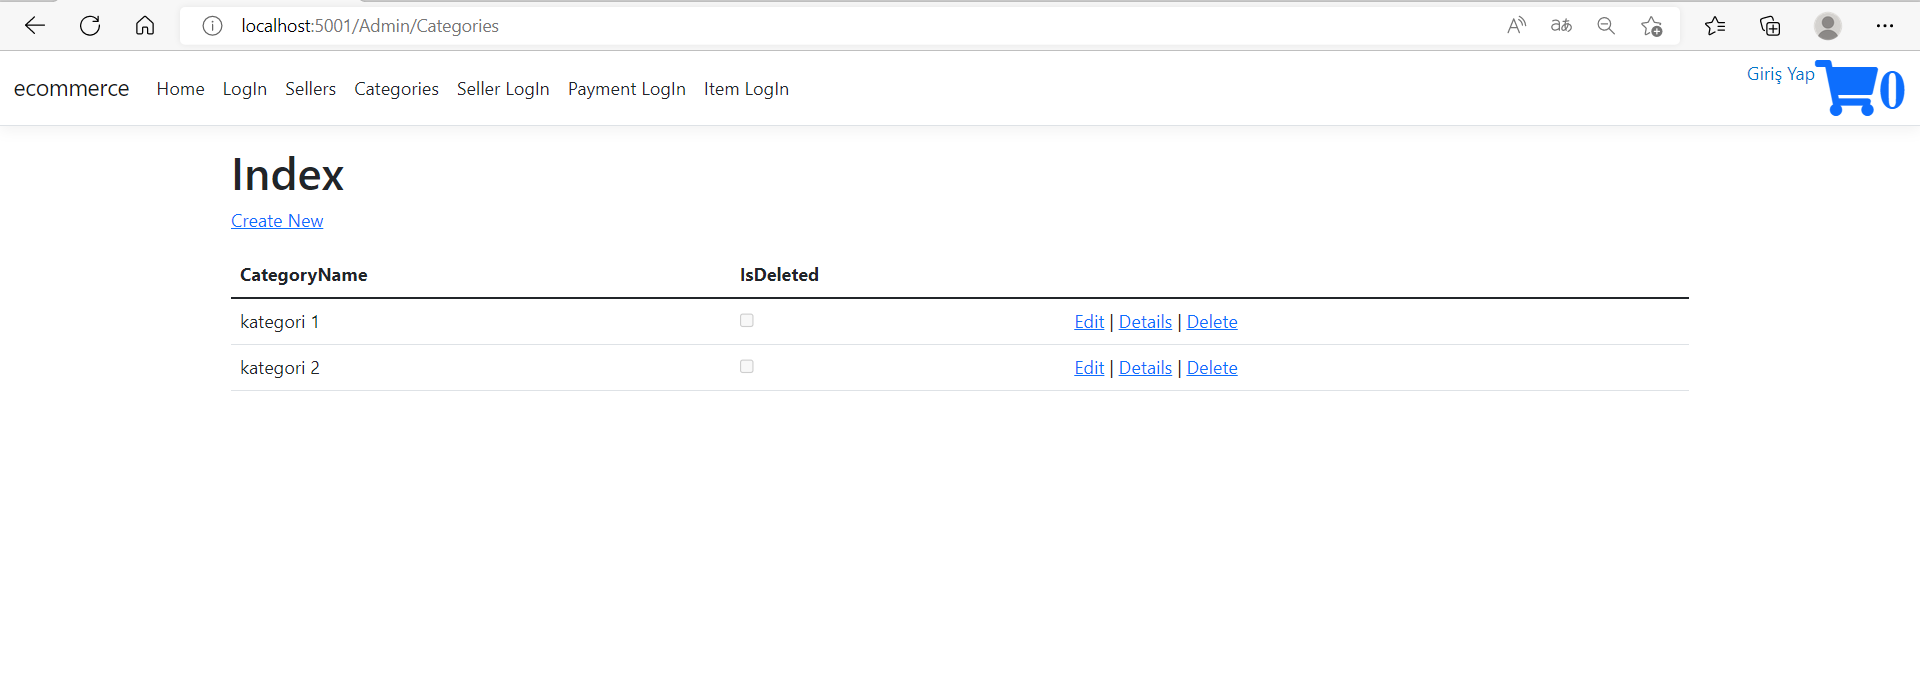 localhost:5001/Admin/Categories
ecommerce Home LogIn Sellers Categories Seller LogIn Payment LogIn Item LogIn Giriş Yap 0
Index
Create New
CategoryName IsDeleted
kategori 1 Edit | Details | Delete
kategori 2 Edit | Details | Delete